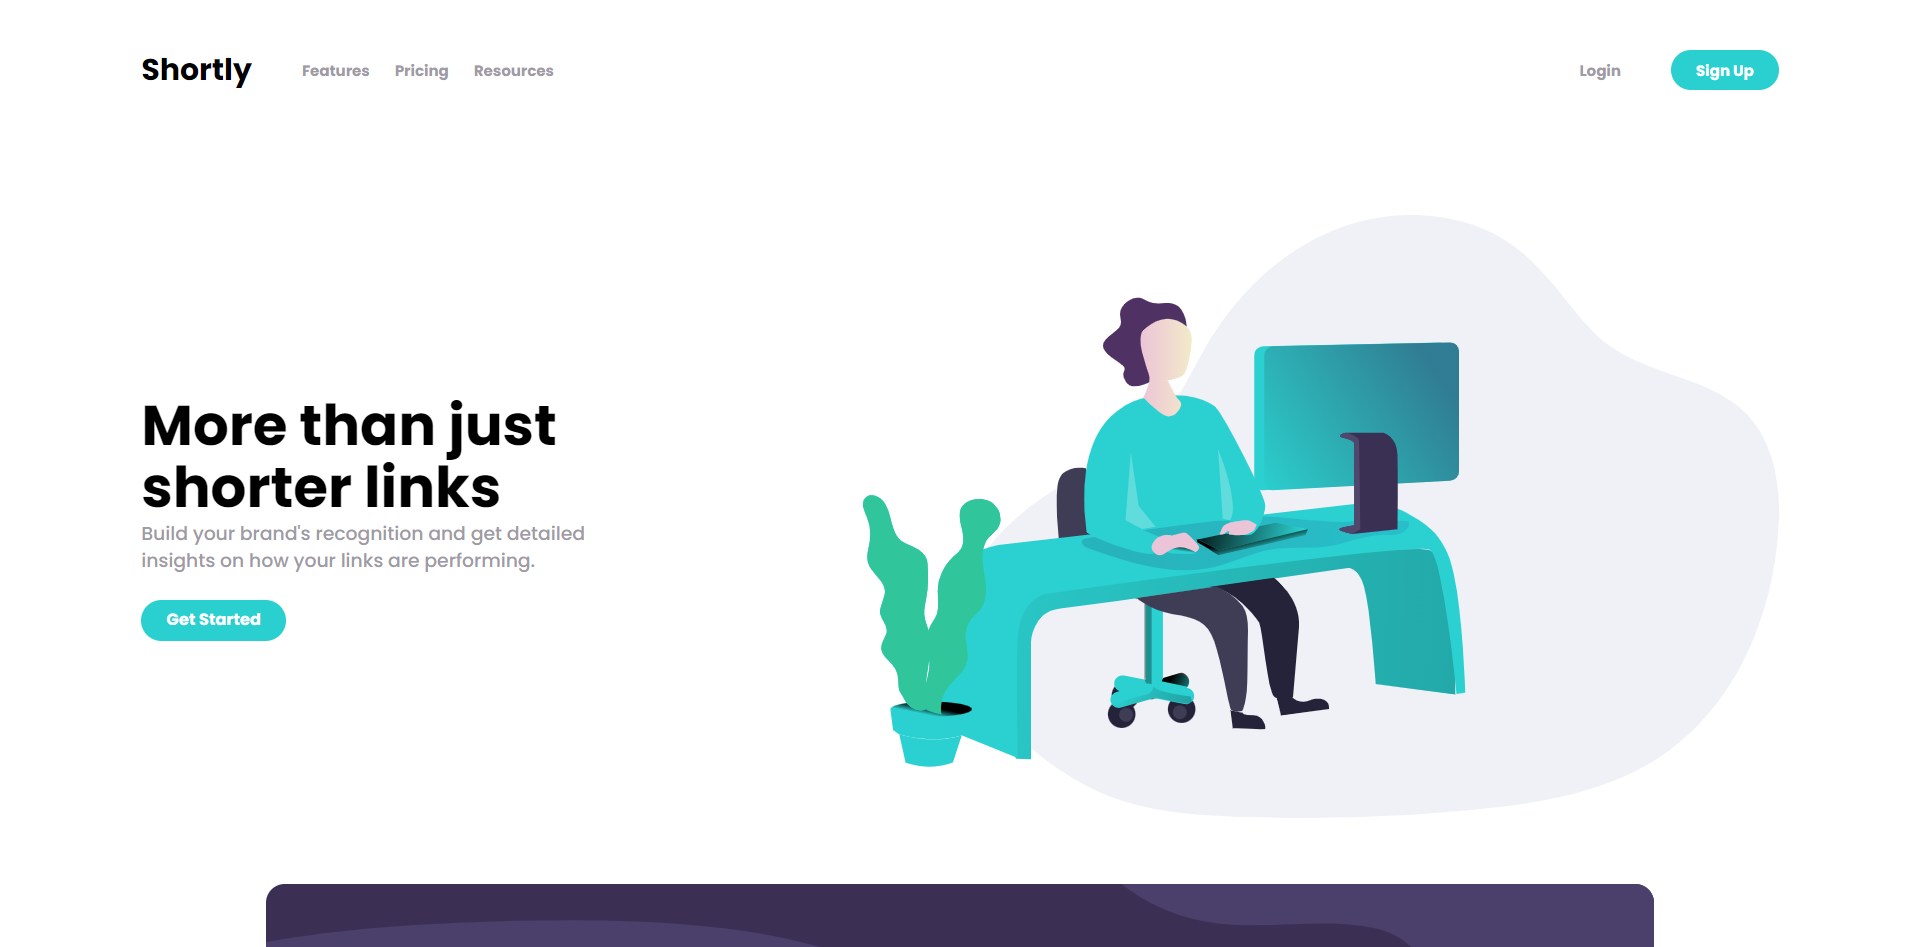 Shortly Features Pricing Resources Login Sign Up
More than just
shorter links
Build your brand's recognition and get detailed
insights on how your links are performing.
Get Started